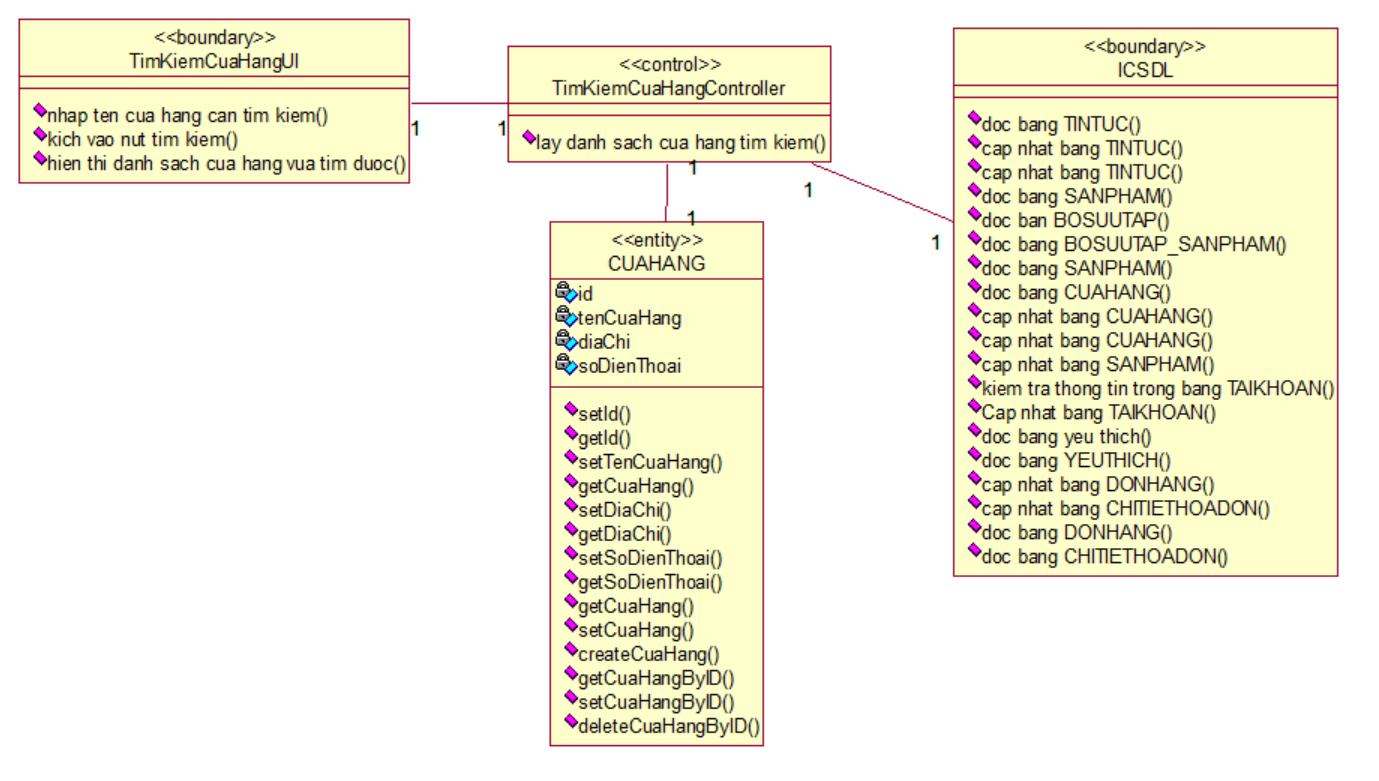 <<boundary>>
TimKiemCuaHangUI
nhap ten cua hang can tim kiem()
kich vao nut tim kiem()
hien thi danh sach cua hang vua tim duoc()
1
1
<<control>>
TimKiemCuaHangController
lay danh sach cua hang tim kiem()
1
1
1
1
<<entity>>
CUAHANG
id
tenCuaHang
diaChi
soDienThoai
setId()
getId()
setTenCuaHang()
getCuaHang()
setDiaChi()
getDiaChi()
setSoDienThoai()
getSoDienThoai()
getCuaHang()
setCuaHang()
createCuaHang()
getCuaHangByID()
setCuaHangByID()
deleteCuaHangByID()
<<boundary>>
ICSDL
doc bang TINTUC()
cap nhat bang TINTUC()
cap nhat bang TINTUC()
doc bang SANPHAM()
doc ban BOSUUTAP()
doc bang BOSUUTAP_SANPHAM()
doc bang SANPHAM()
doc bang CUAHANG()
cap nhat bang CUAHANG()
cap nhat bang CUAHANG()
cap nhat bang SANPHAM()
kiem tra thong tin trong bang TAIKHOAN()
Cap nhat bang TAIKHOAN()
doc bang yeu thich()
doc bang YEUTHICH()
cap nhat bang DONHANG()
cap nhat bang CHITIETHOADON()
doc bang DONHANG()
doc bang CHITIETHOADON()